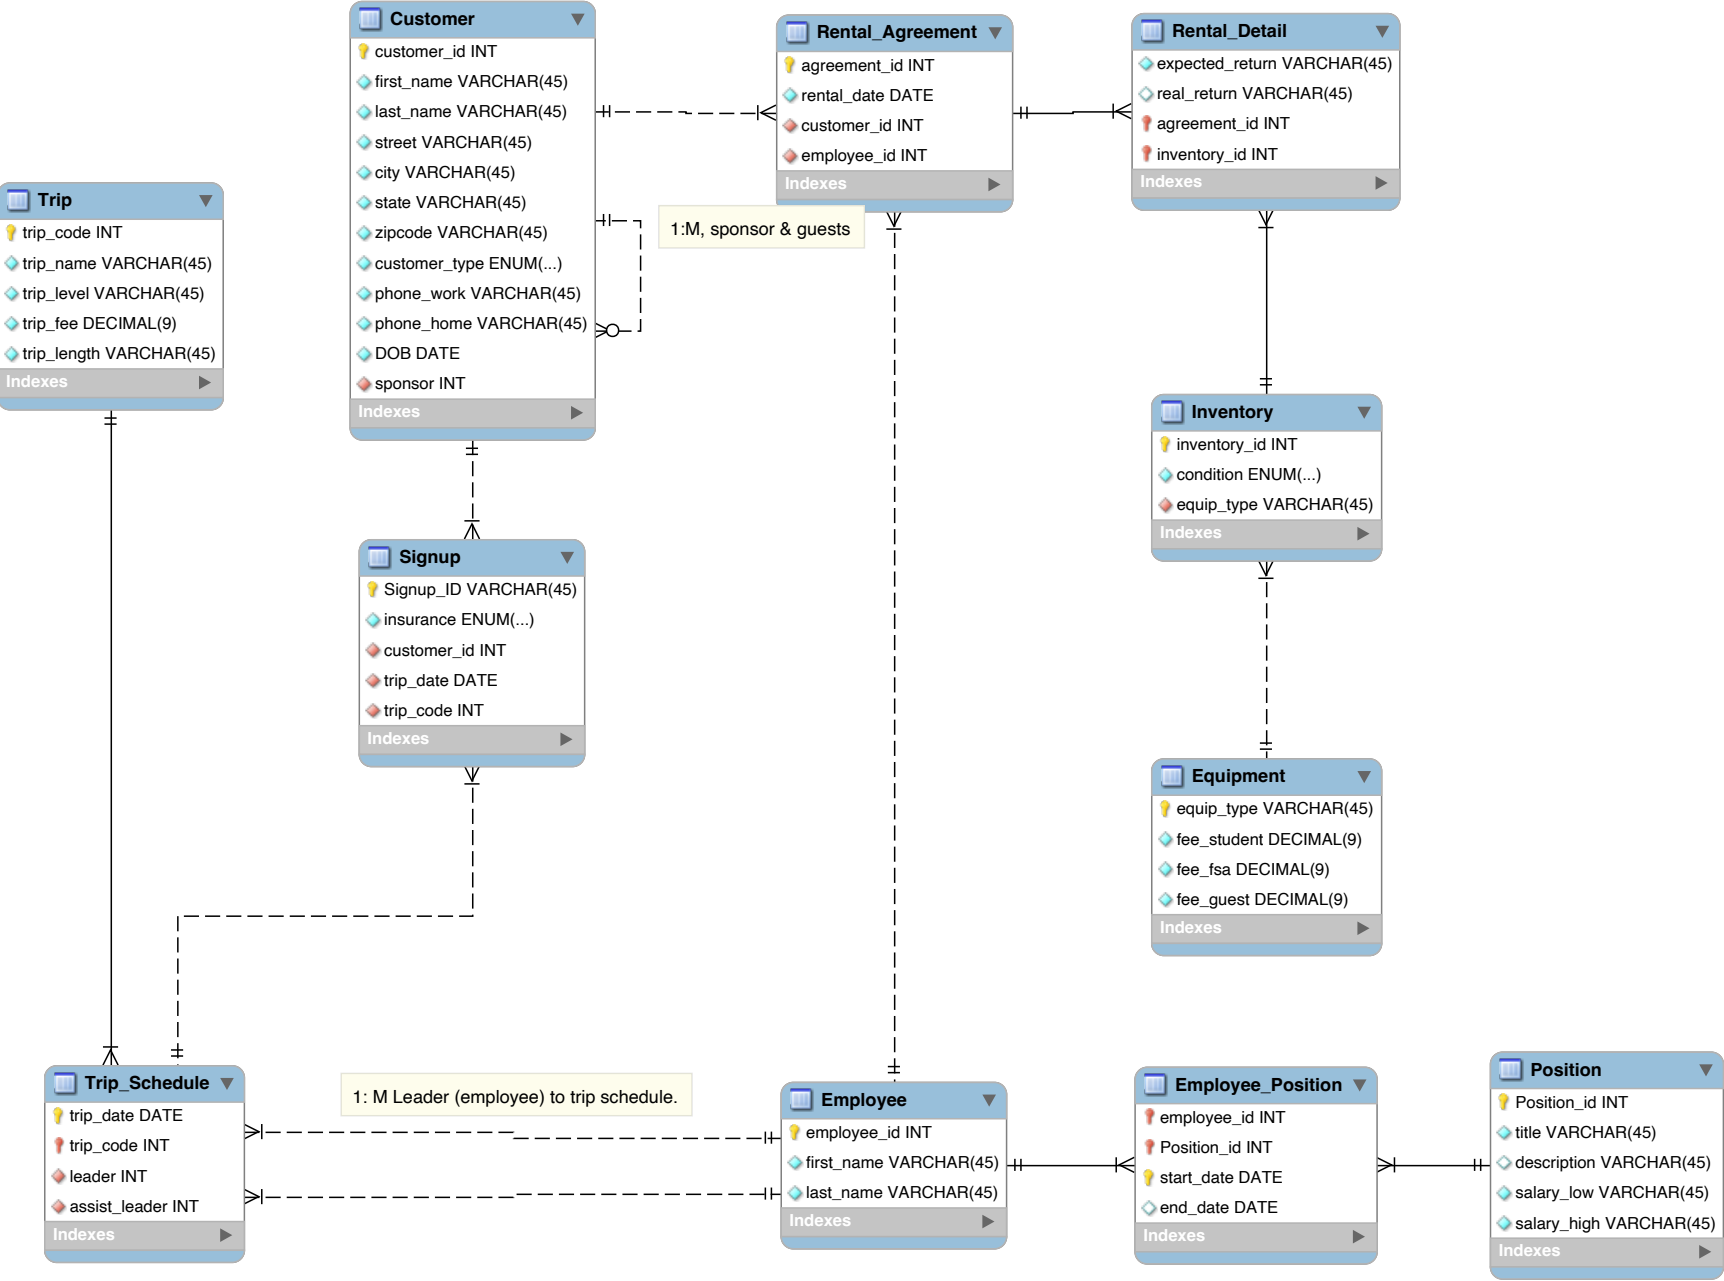 Customer
customer_id INT
first_name VARCHAR(45)
last_name VARCHAR(45)
street VARCHAR(45)
city VARCHAR(45)
state VARCHAR(45)
zipcode VARCHAR(45)
customer_type ENUM(...)
phone_work VARCHAR(45)
phone_home VARCHAR(45)
DOB DATE
sponsor INT
Indexes
Rental_Agreement
agreement_id INT
rental_date DATE
customer_id INT
employee_id INT
Indexes
Rental_Detail
expected_return VARCHAR(45)
real_return VARCHAR(45)
agreement_id INT
inventory_id INT
Indexes
1:M, sponsor & guests
Trip
trip_code INT
trip_name VARCHAR(45)
trip_level VARCHAR(45)
trip_fee DECIMAL(9)
trip_length VARCHAR(45)
Indexes
Inventory
inventory_id INT
condition ENUM(...)
equip_type VARCHAR(45)
Indexes
Signup
Signup_ID VARCHAR(45)
insurance ENUM(...)
customer_id INT
trip_date DATE
trip_code INT
Indexes
Equipment
equip_type VARCHAR(45)
fee_student DECIMAL(9)
fee_fsa DECIMAL(9)
fee_guest DECIMAL(9)
Indexes
Trip_Schedule
trip_date DATE
trip_code INT
leader INT
assist_leader INT
Indexes
1: M Leader (employee) to trip schedule.
Employee
employee_id INT
first_name VARCHAR(45)
last_name VARCHAR(45)
Indexes
Employee_Position
employee_id INT
Position_id INT
start_date DATE
end_date DATE
Indexes
Position
Position_id INT
title VARCHAR(45)
description VARCHAR(45)
salary_low VARCHAR(45)
salary_high VARCHAR(45)
Indexes